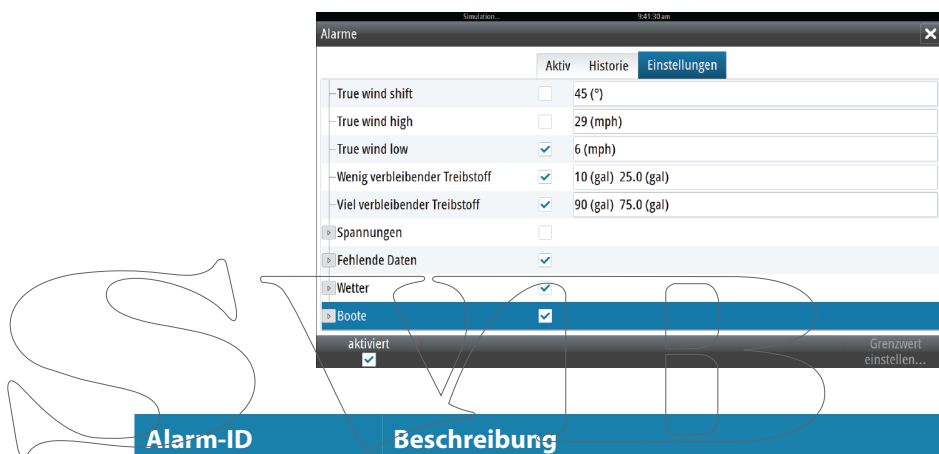 Simulation... 9:41:30 am
Alarme
Aktiv Historie Einstellungen
True wind shift 45 (°)
True wind high 29 (mph)
True wind low 6 (mph)
Wenig verbleibender Treibstoff 10 (gal) 25.0 (gal)
Viel verbleibender Treibstoff 90 (gal) 75.0 (gal)
Spannungen
Fehlende Daten
Wetter
Boote
aktiviert Grenzwert
einstellen...
SVB
Alarm-ID Beschreibung